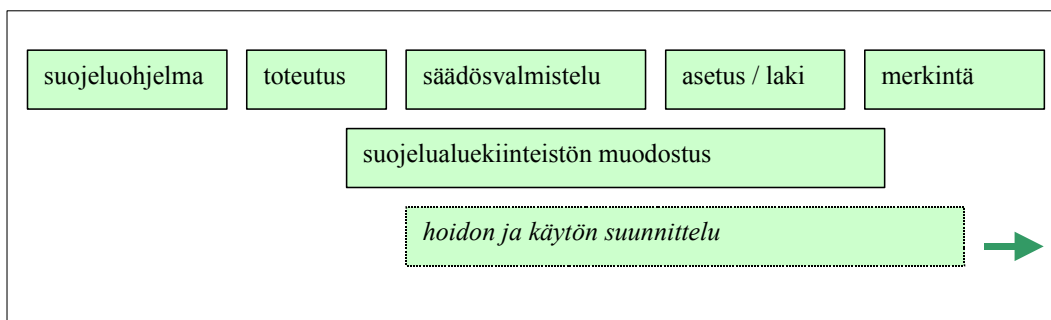 suojeluohjelma
toteutus
säädösvalmistelu
asetus / laki
merkintä
suojelualuekiinteistön muodostus
hoidon ja käytön suunnittelu